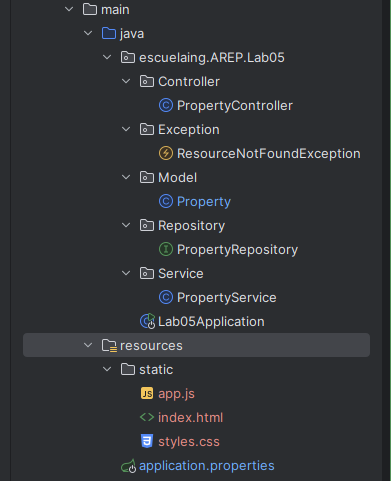 main
java
escuelaing.AREP.Lab05
Controller
PropertyController
Exception
ResourceNotFoundException
Model
Property
Repository
PropertyRepository
Service
PropertyService
Lab05Application
resources
static
JS app.js
index.html
styles.css
application.properties